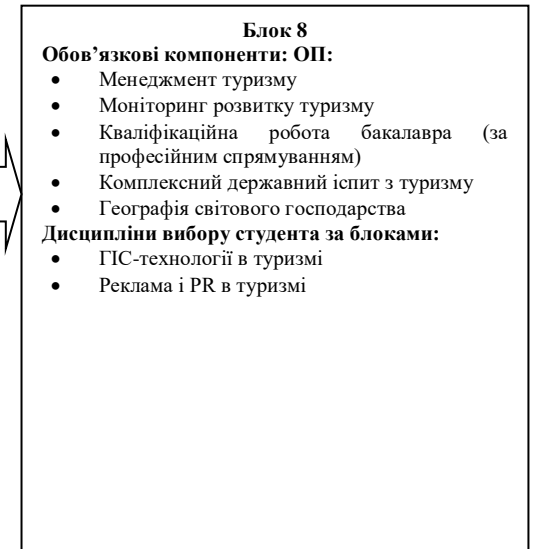 Блок 8
Обов’язкові компоненти: ОП:
• Менеджмент туризму
• Моніторинг розвитку туризму
• Кваліфікаційна робота бакалавра (за
професійним спрямуванням)
• Комплексний державний іспит з туризму
• Географія світового господарства
Дисципліни вибору студента за блоками:
• ГІС-технології в туризмі
• Реклама і PR в туризмі